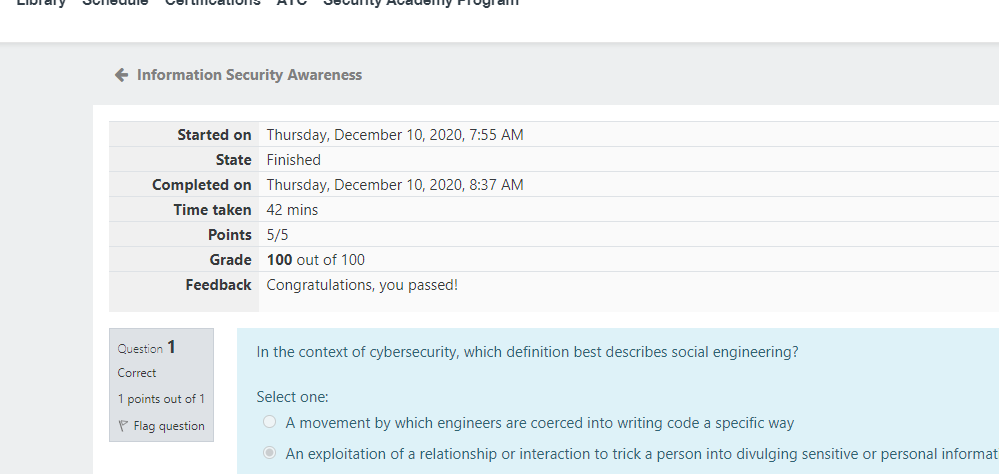 Library Schedule Certifications ATC Security Academy Program
Information Security Awareness
Started on Thursday, December 10, 2020, 7:55 AM
State Finished
Completed on Thursday, December 10, 2020, 8:37 AM
Time taken 42 mins
Points 5/5
Grade 100 out of 100
Feedback Congratulations, you passed!
Question 1
Correct
1 points out of 1
Flag question
In the context of cybersecurity, which definition best describes social engineering?
Select one:
A movement by which engineers are coerced into writing code a specific way
An exploitation of a relationship or interaction to trick a person into divulging sensitive or personal informat